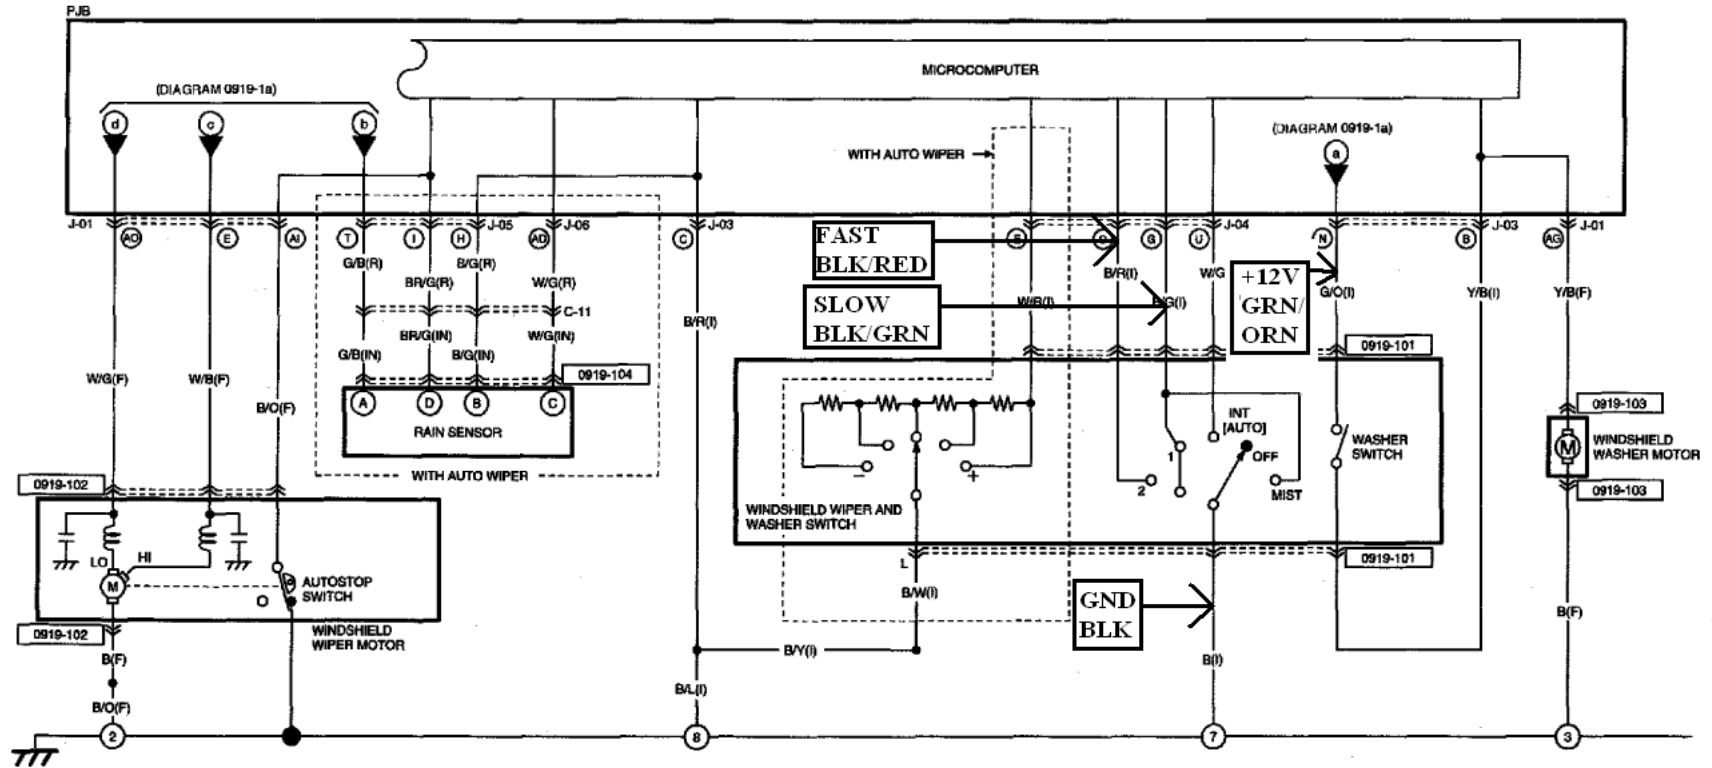 PJB
MICROCOMPUTER
(DIAGRAM 0919-1a)
d
c
b
WITH AUTO WIPER
(DIAGRAM 0919-1a)
a
J-01
AO
E
AI
T
I
H
J-05
AD
J-06
C
J-03
G
U
J-04
N
B
J-03
AG
J-01
FAST
BLK/RED
SLOW
BLK/GRN
+12V
GRN/
ORN
G/B(R)
BR/G(R)
B/G(R)
W/G(R)
C-11
G/B(IN)
BR/G(IN)
B/G(IN)
W/G(IN)
B/R(I)
W/B(I)
B/R(I)
W/G
G/O(I)
Y/B(I)
Y/B(F)
W/G(F)
W/B(F)
B/O(F)
0919-104
0919-101
0919-103
A
D
B
C
RAIN SENSOR
WITH AUTO WIPER
INT
[AUTO]
OFF
1
2
MIST
WASHER
SWITCH
−
+
WINDSHIELD WIPER AND
WASHER SWITCH
M
WINDSHIELD
WASHER MOTOR
0919-103
0919-102
LO
HI
M
AUTOSTOP
SWITCH
0919-102
WINDSHIELD
WIPER MOTOR
L
0919-101
B/W(I)
GND
BLK
B(F)
B/Y(I)
B(I)
B(F)
B/L(I)
B/O(F)
2
8
7
3